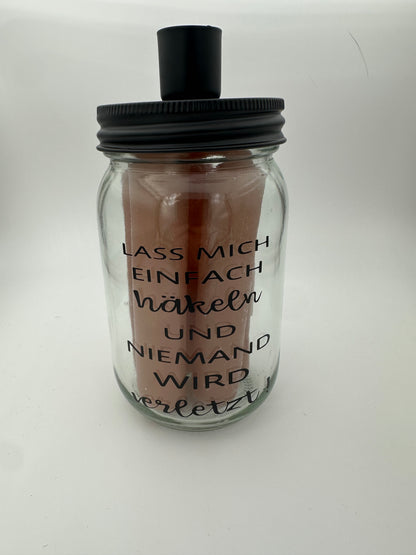 LASS MICH
EINFACH
häkeln
UND
NIEMAND
WIRD
verletzt!